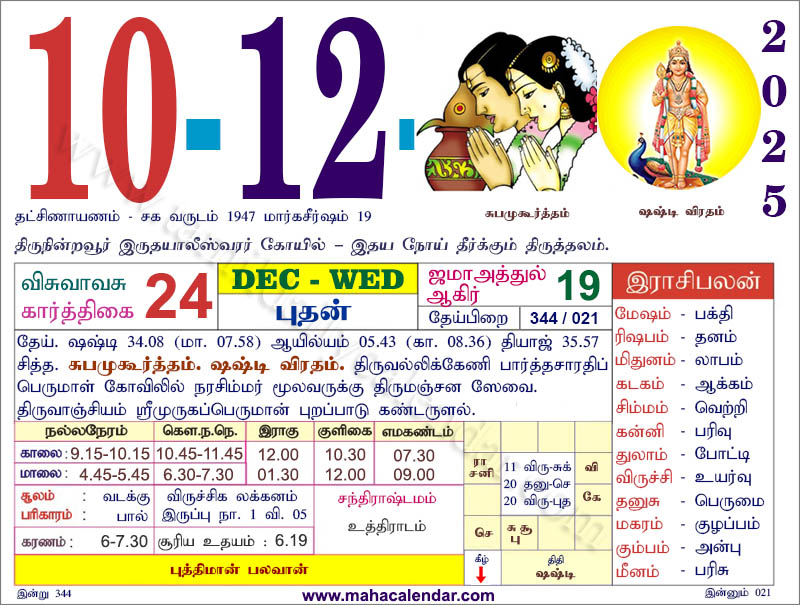 10-12-
2025
சுபமுகூர்த்தம்
ஷஷ்டி விரதம்
தட்சிணாயணம் - சக வருடம் 1947 மார்கசீர்ஷம் 19
திருநின்றவூர் இருதயாலீஸ்வரர் கோயில் – இதய நோய் தீர்க்கும் திருத்தலம்.
விசுவாவசு
கார்த்திகை 24
DEC - WED
புதன்
ஜமாஅத்துல்
ஆகிர் 19
தேய்பிறை 344 / 021
தேய். ஷஷ்டி 34.08 (மா. 07.58) ஆயில்யம் 05.43 (கா. 08.36) தியாஜ் 35.57
சித்த. சுபமுகூர்த்தம். ஷஷ்டி விரதம். திருவல்லிக்கேணி பார்த்தசாரதிப்
பெருமாள் கோவிலில் நரசிம்மர் மூலவருக்கு திருமஞ்சன ஸேவை.
திருவாஞ்சியம் ஸ்ரீமுருகப்பெருமான் புறப்பாடு கண்டருளல்.
நல்லநேரம் கௌ.ந.நெ. இராகு குளிகை எமகண்டம்
காலை: 9.15-10.15 10.45-11.45 12.00 10.30 07.30
மாலை: 4.45-5.45 6.30-7.30 01.30 12.00 09.00
சூலம் : வடக்கு
பரிகாரம் : பால்
விருச்சிக லக்கனம்
இருப்பு நா. 1 வி. 05
சந்திராஷ்டமம்
உத்திராடம்
கரணம்: 6-7.30 சூரிய உதயம் : 6.19
புத்திமான் பலவான்
ரா
சனி
11 விரு-சுக்
20 தனு-செ
20 விரு-புத
வி
கே
செ
சு சூ
பு
கீழ்
திதி
ஷஷ்டி
இராசிபலன்
மேஷம் - பக்தி
ரிஷபம் - தனம்
மிதுனம் - லாபம்
கடகம் - ஆக்கம்
சிம்மம் - வெற்றி
கன்னி - பரிவு
துலாம் - போட்டி
விருச்சி - உயர்வு
தனுசு - பெருமை
மகரம் - குழப்பம்
கும்பம் - அன்பு
மீனம் - பரிசு
இன்று 344
www.mahacalendar.com
இன்னும் 021